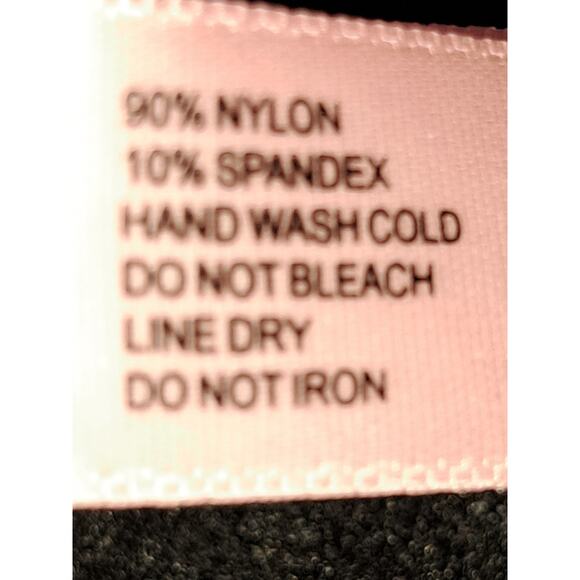 90% NYLON
10% SPANDEX
HAND WASH COLD
DO NOT BLEACH
LINE DRY
DO NOT IRON